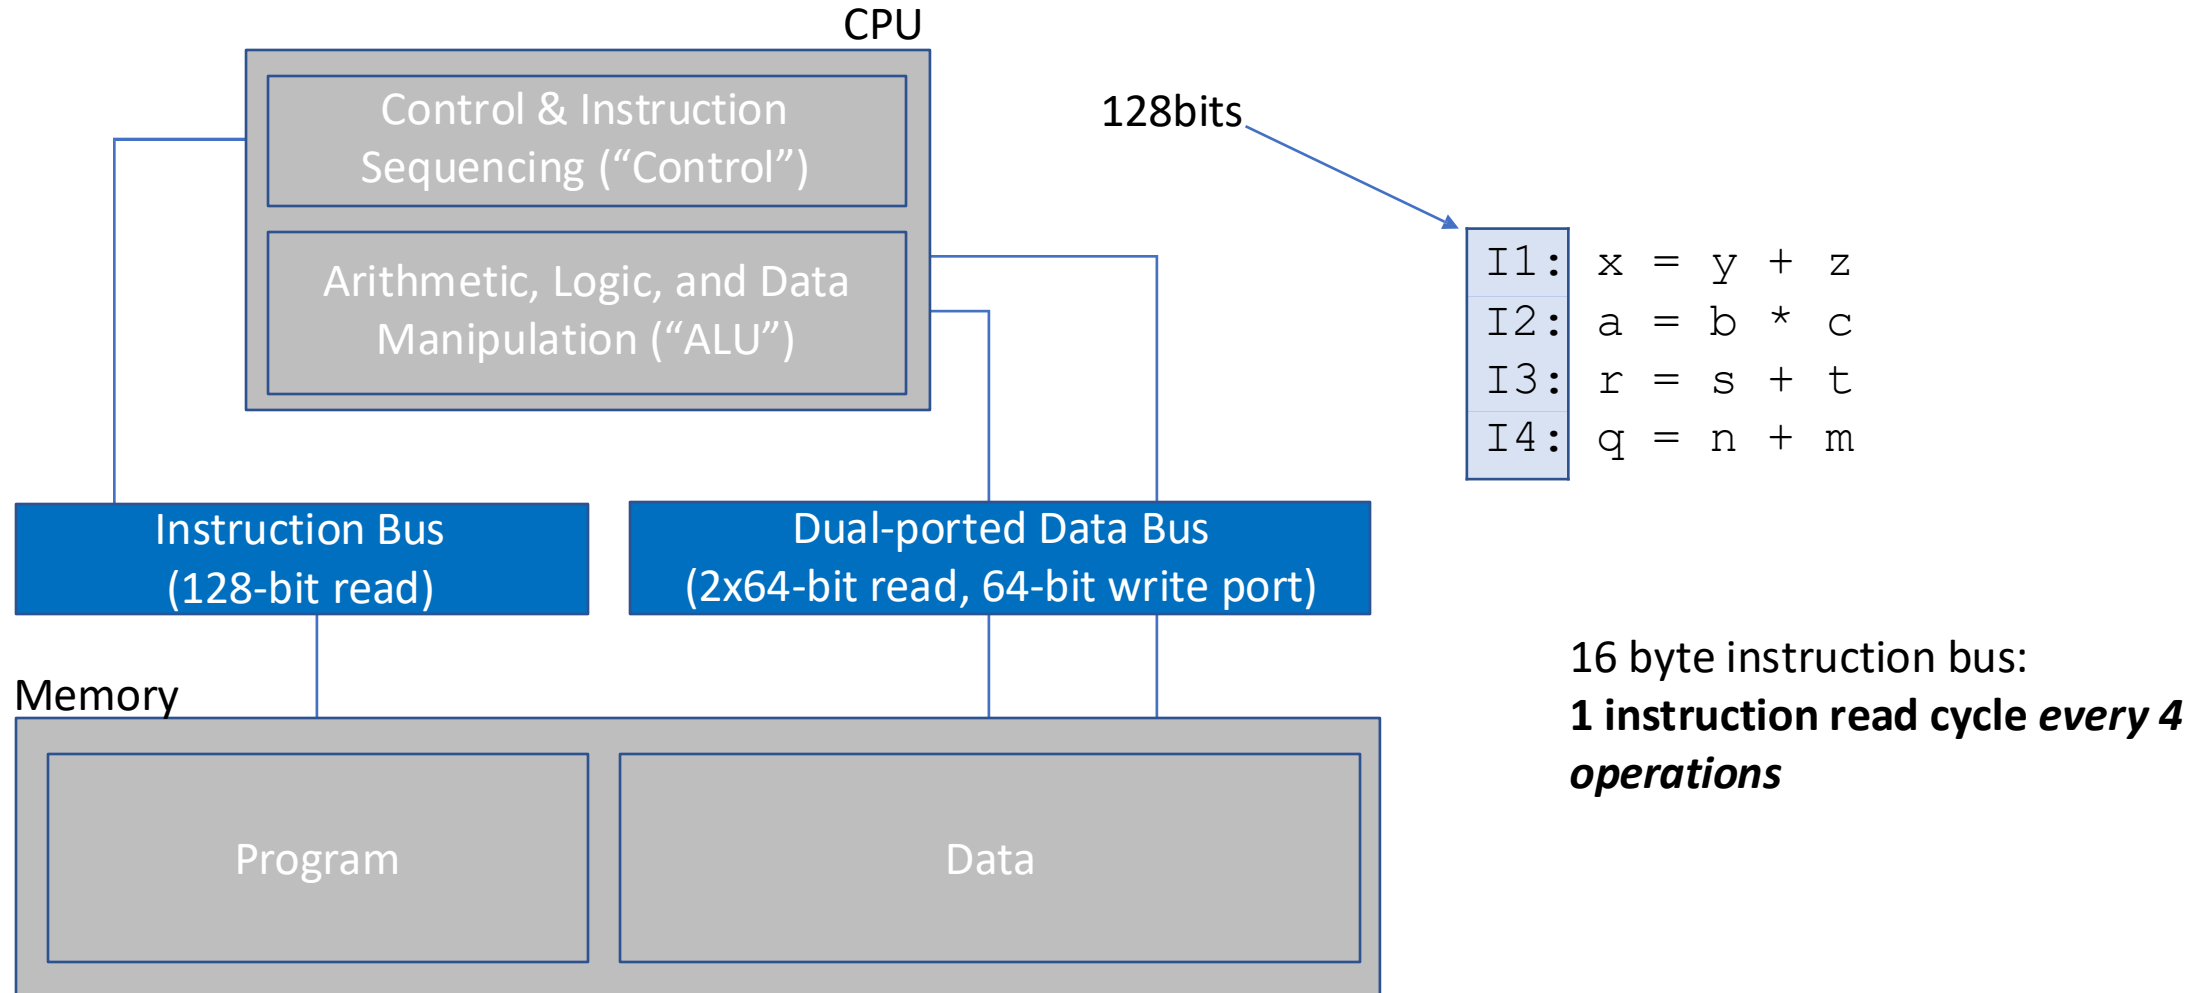 CPU
Control & Instruction
Sequencing (“Control”)
Arithmetic, Logic, and Data
Manipulation (“ALU”)
128bits
I1: x = y + z
I2: a = b * c
I3: r = s + t
I4: q = n + m
Instruction Bus
(128-bit read)
Dual-ported Data Bus
(2x64-bit read, 64-bit write port)
16 byte instruction bus:
1 instruction read cycle every 4
operations
Memory
Program
Data